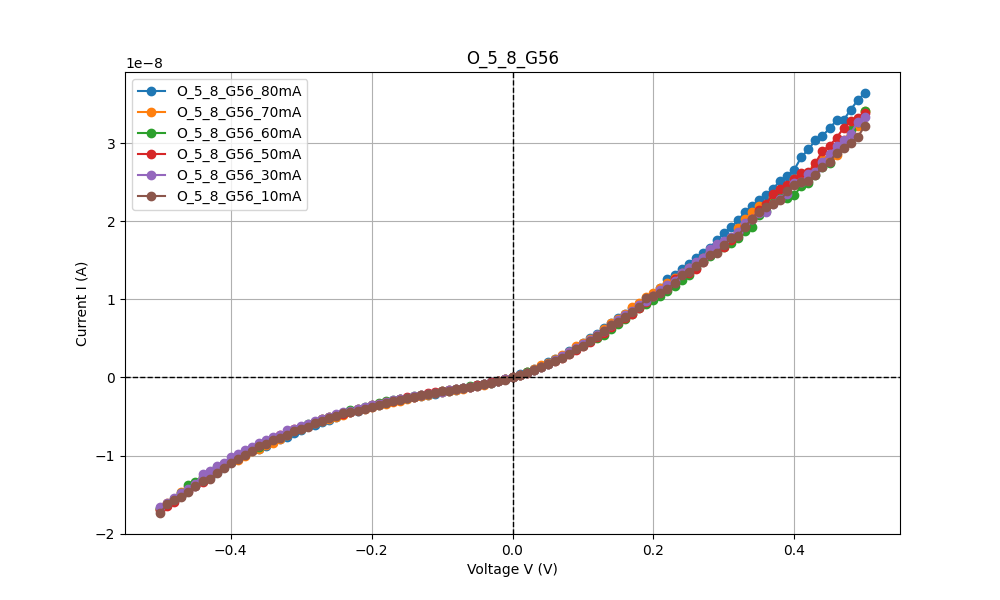 O_5_8_G56
1e−8
O_5_8_G56_80mA
O_5_8_G56_70mA
O_5_8_G56_60mA
O_5_8_G56_50mA
O_5_8_G56_30mA
O_5_8_G56_10mA
3
2
1
0
−1
−2
Current I (A)
−0.4
−0.2
0.0
0.2
0.4
Voltage V (V)